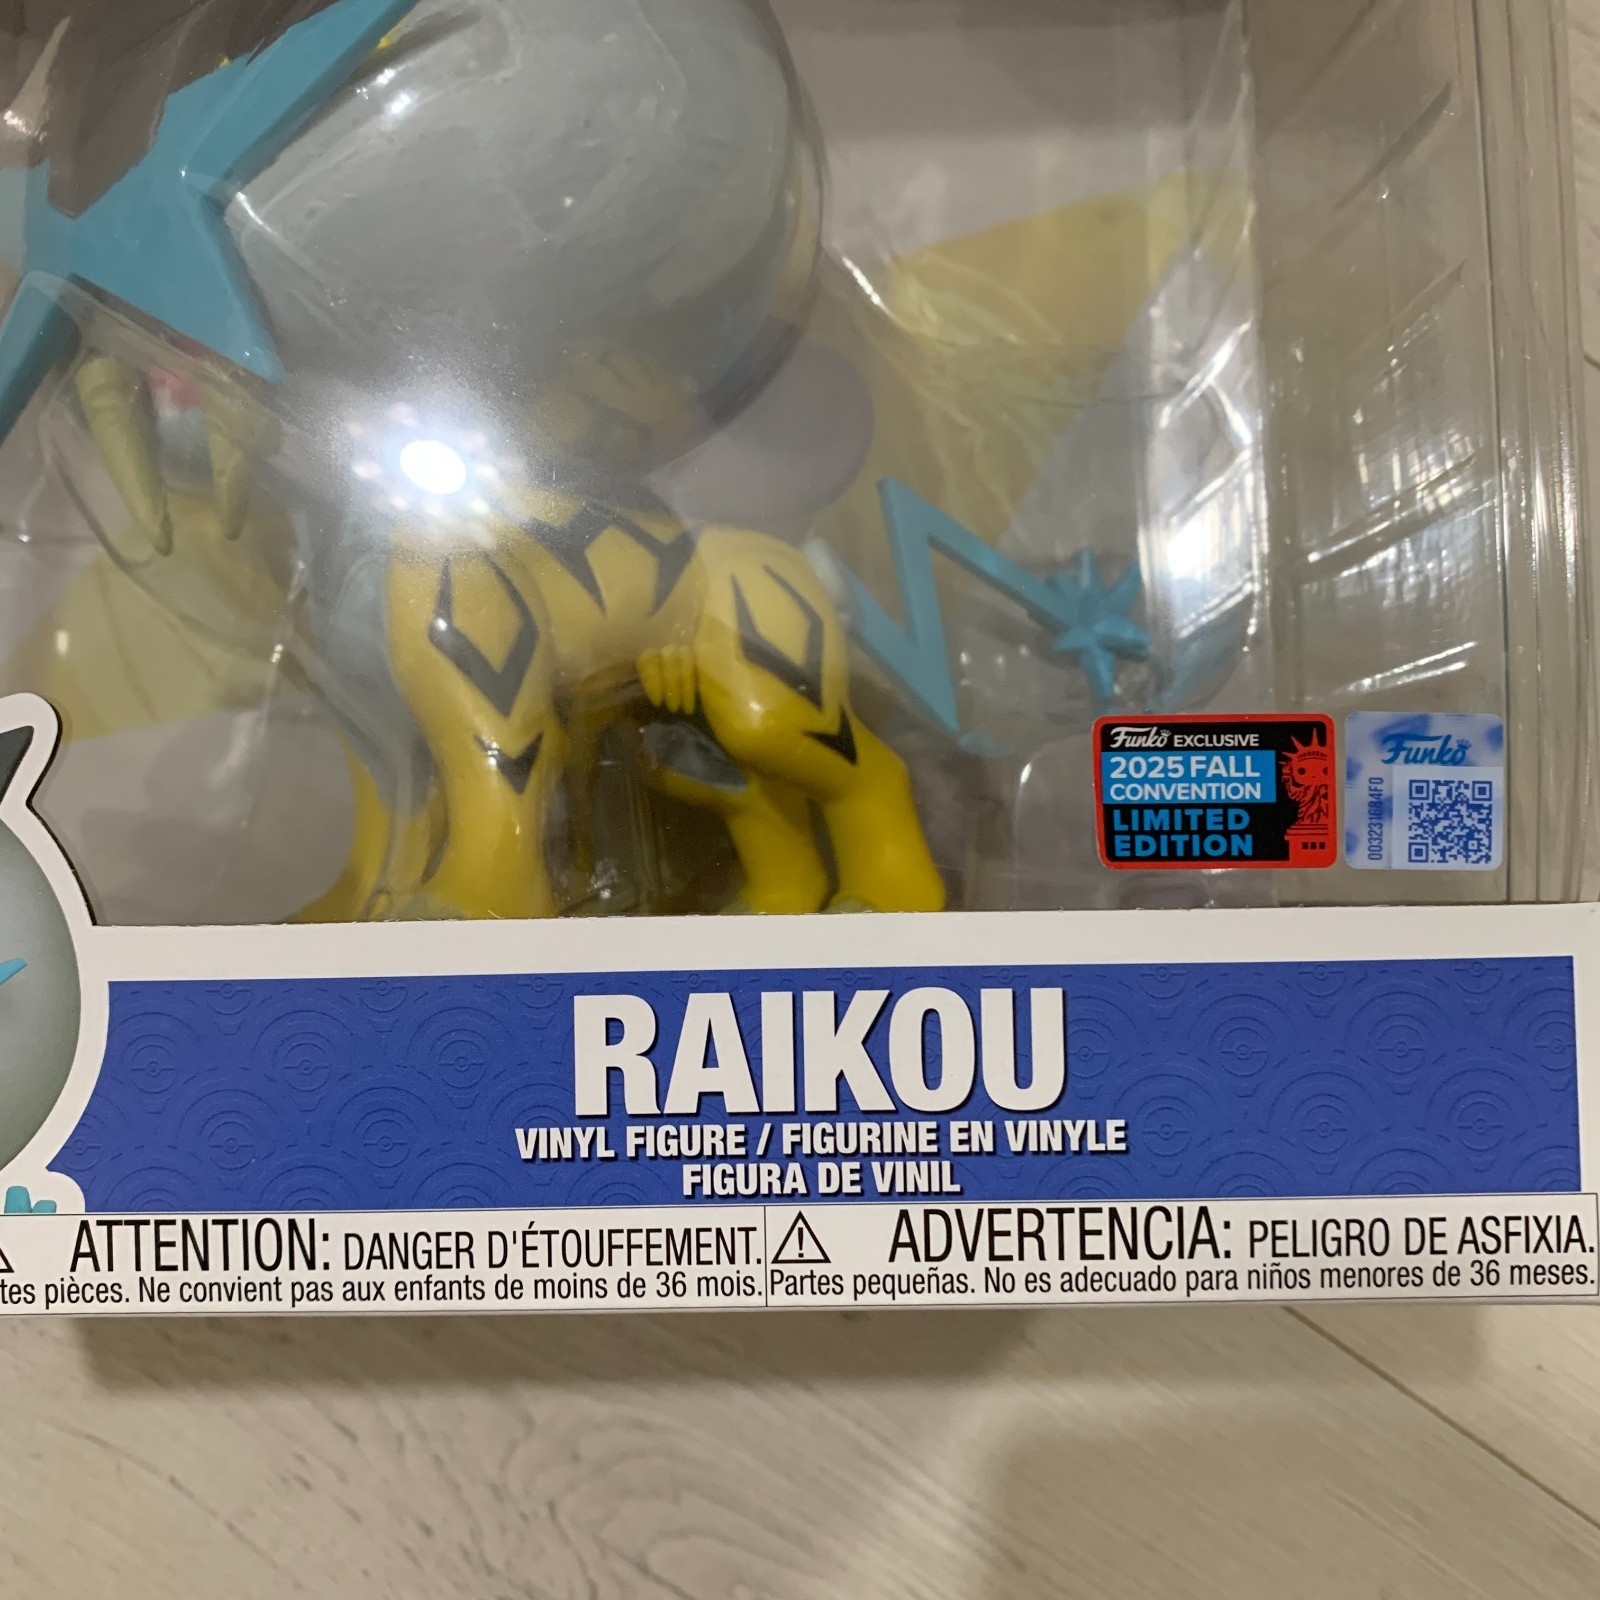 Funko EXCLUSIVE
2025 FALL
CONVENTION
LIMITED
EDITION
Funko
003231684FD
RAIKOU
VINYL FIGURE / FIGURINE EN VINYLE
FIGURA DE VINIL
ATTENTION: DANGER D'ÉTOUFFEMENT.
tes pièces. Ne convient pas aux enfants de moins de 36 mois.
ADVERTENCIA: PELIGRO DE ASFIXIA.
Partes pequeñas. No es adecuado para niños menores de 36 meses.